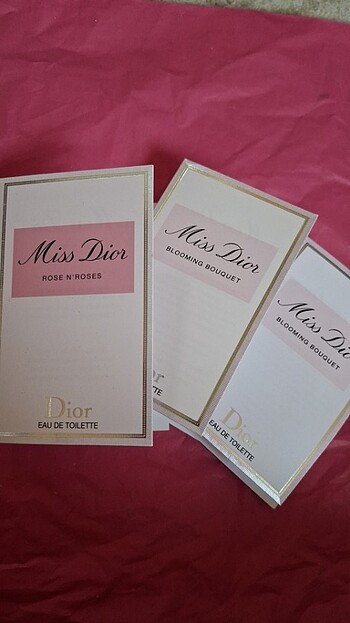 Miss Dior
ROSE N'ROSES
Dior
EAU DE TOILETTE
Miss Dior
BLOOMING BOUQUET
Miss Dio
BLOOMING BOUQUET
Dior
EAU DE TOILETTE